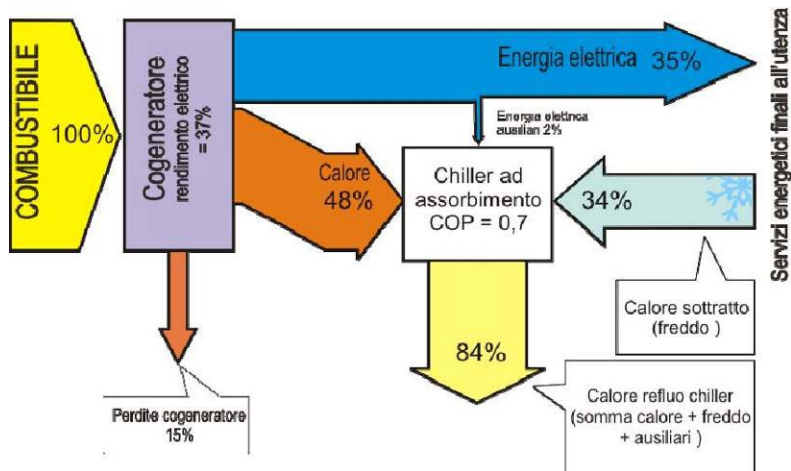 COMBUSTIBILE
100%
Cogeneratore
rendimento elettrico
= 37%
Energia elettrica 35%
Energia elettrica
ausiliari 2%
Calore
48%
Chiller ad
assorbimento
COP = 0,7
34%
Servizi energetici finali all'utenza
84%
Calore sottratto
(freddo )
Perdite cogeneratore
15%
Calore refluo chiller
(somma calore + freddo
+ ausiliari )